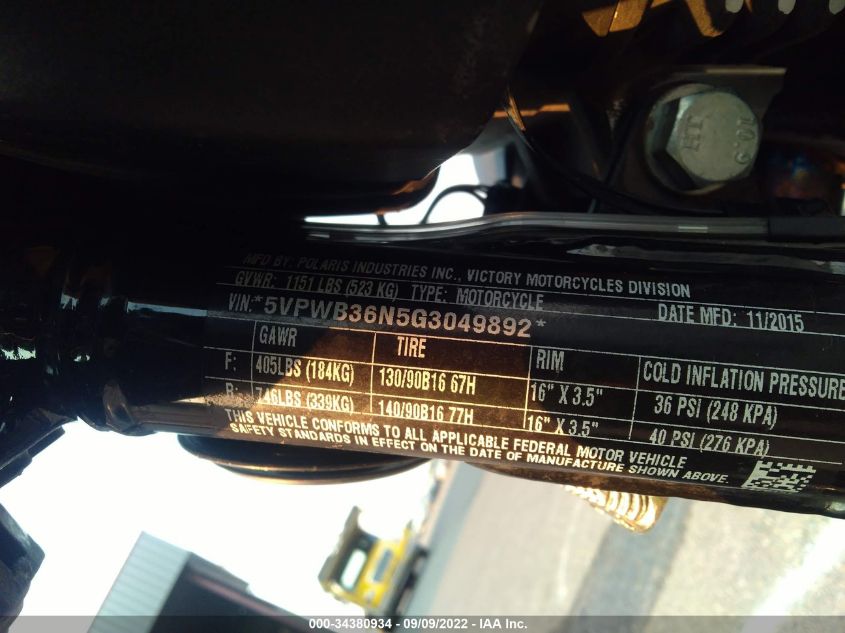 HT
10.9
MFD BY: POLARIS INDUSTRIES INC., VICTORY MOTORCYCLES DIVISION
GVWR: 1151 LBS (523 KG) TYPE: MOTORCYCLE DATE MFD: 11/2015
VIN:*5VPWB36N5G3049892*
GAWR TIRE RIM COLD INFLATION PRESSURE
F: 405LBS (184KG) 130/90B16 67H 16" X 3.5" 36 PSI (248 KPA)
R: 746LBS (339KG) 140/90B16 77H 16" X 3.5" 40 PSI (276 KPA)
THIS VEHICLE CONFORMS TO ALL APPLICABLE FEDERAL MOTOR VEHICLE
SAFETY STANDARDS IN EFFECT ON THE DATE OF MANUFACTURE SHOWN ABOVE.
000-34380934 - 09/09/2022 - IAA Inc.